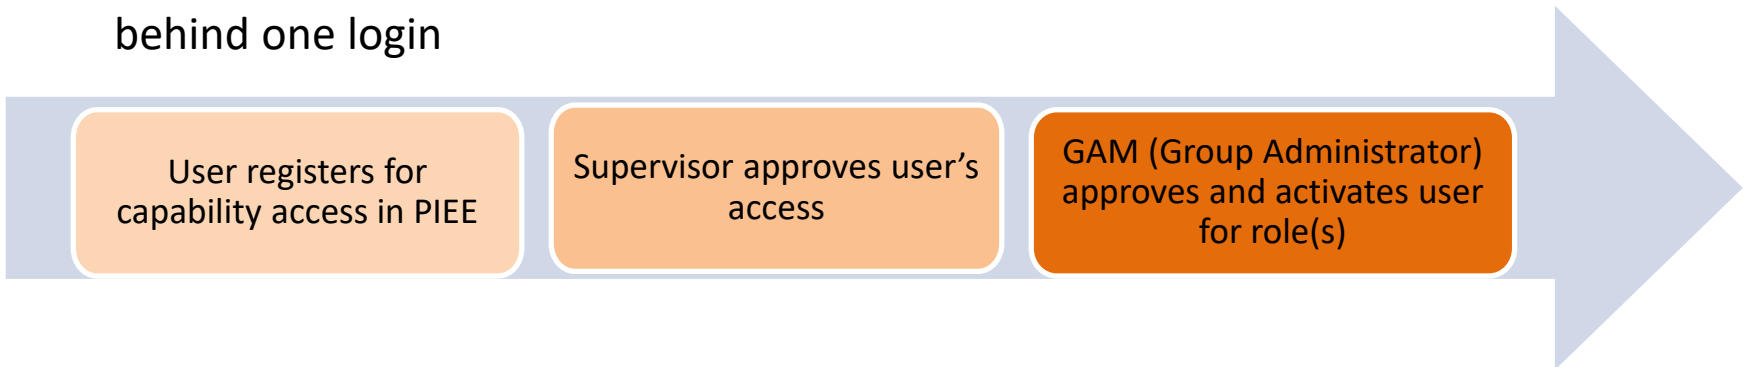 behind one login
User registers for
capability access in PIEE
Supervisor approves user’s
access
GAM (Group Administrator)
approves and activates user
for role(s)